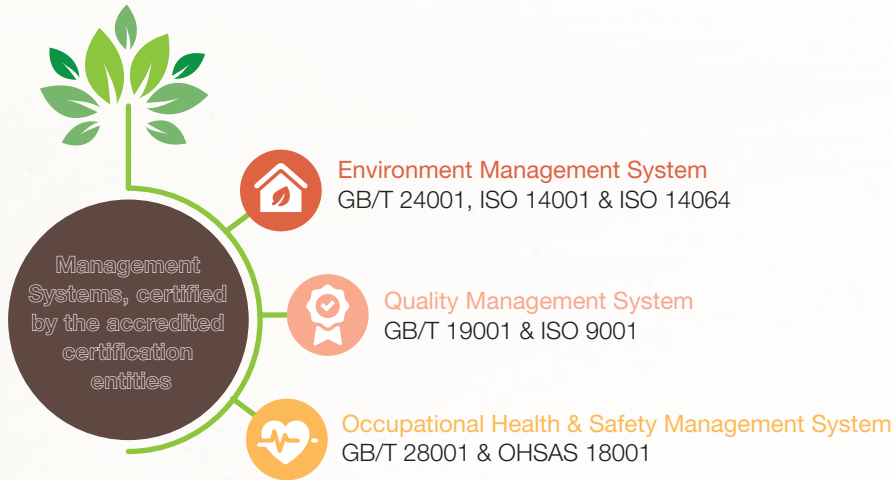 Management
Systems, certified
by the accredited
certification
entities
Environment Management System
GB/T 24001, ISO 14001 & ISO 14064
Quality Management System
GB/T 19001 & ISO 9001
Occupational Health & Safety Management System
GB/T 28001 & OHSAS 18001